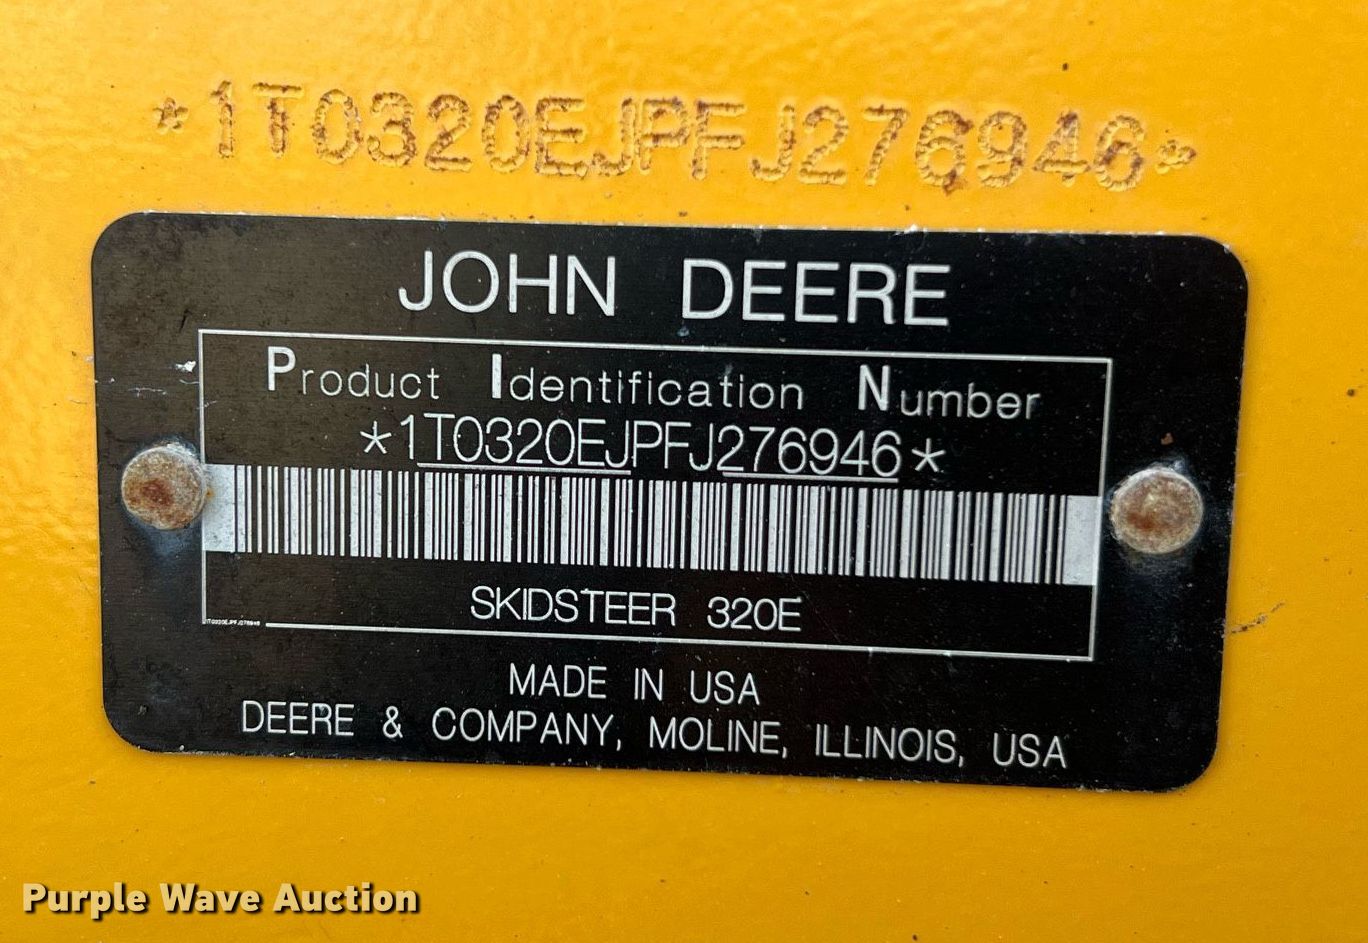 *1T0320EJPFJ276946*
JOHN DEERE
Product Identification Number
*1T0320EJPFJ276946*
SKIDSTEER 320E
1T0320EJPFJ276946
MADE IN USA
DEERE & COMPANY, MOLINE, ILLINOIS, USA
Purple Wave Auction